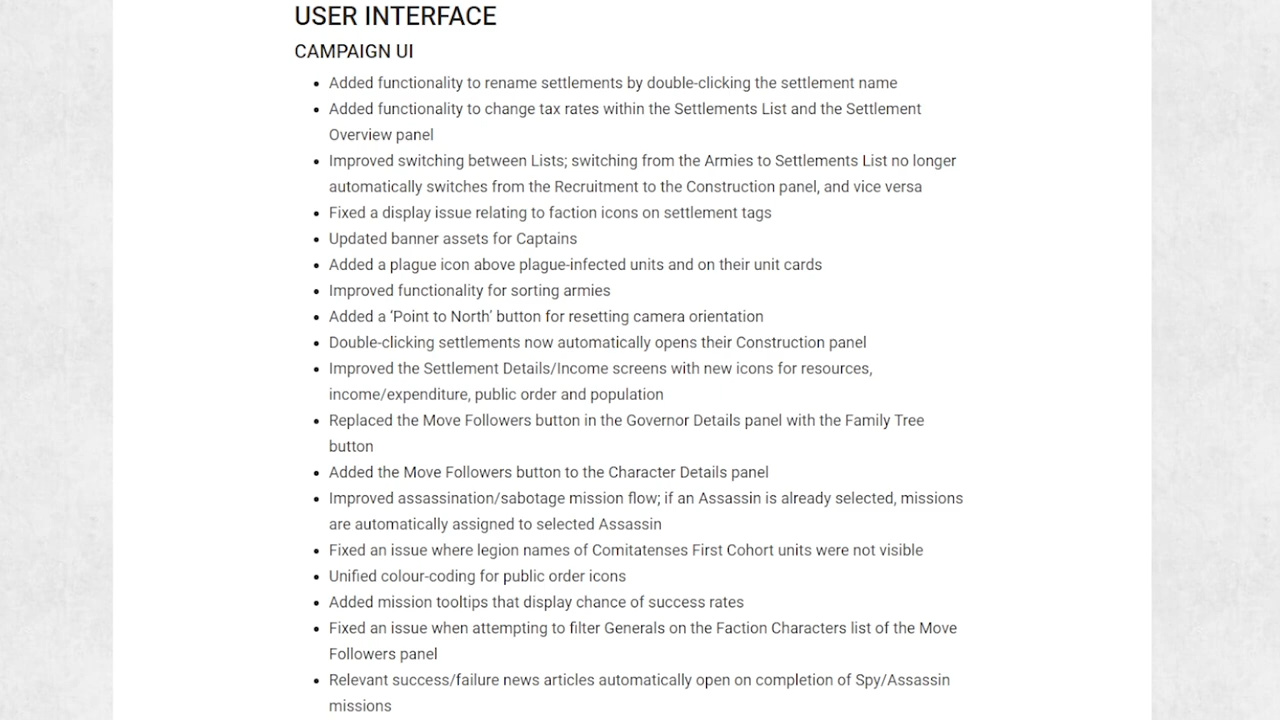 USER INTERFACE
CAMPAIGN UI
• Added functionality to rename settlements by double-clicking the settlement name
• Added functionality to change tax rates within the Settlements List and the Settlement
Overview panel
• Improved switching between Lists; switching from the Armies to Settlements List no longer
automatically switches from the Recruitment to the Construction panel, and vice versa
• Fixed a display issue relating to faction icons on settlement tags
• Updated banner assets for Captains
• Added a plague icon above plague-infected units and on their unit cards
• Improved functionality for sorting armies
• Added a ‘Point to North’ button for resetting camera orientation
• Double-clicking settlements now automatically opens their Construction panel
• Improved the Settlement Details/Income screens with new icons for resources,
income/expenditure, public order and population
• Replaced the Move Followers button in the Governor Details panel with the Family Tree
button
• Added the Move Followers button to the Character Details panel
• Improved assassination/sabotage mission flow; if an Assassin is already selected, missions
are automatically assigned to selected Assassin
• Fixed an issue where legion names of Comitatenses First Cohort units were not visible
• Unified colour-coding for public order icons
• Added mission tooltips that display chance of success rates
• Fixed an issue when attempting to filter Generals on the Faction Characters list of the Move
Followers panel
• Relevant success/failure news articles automatically open on completion of Spy/Assassin
missions